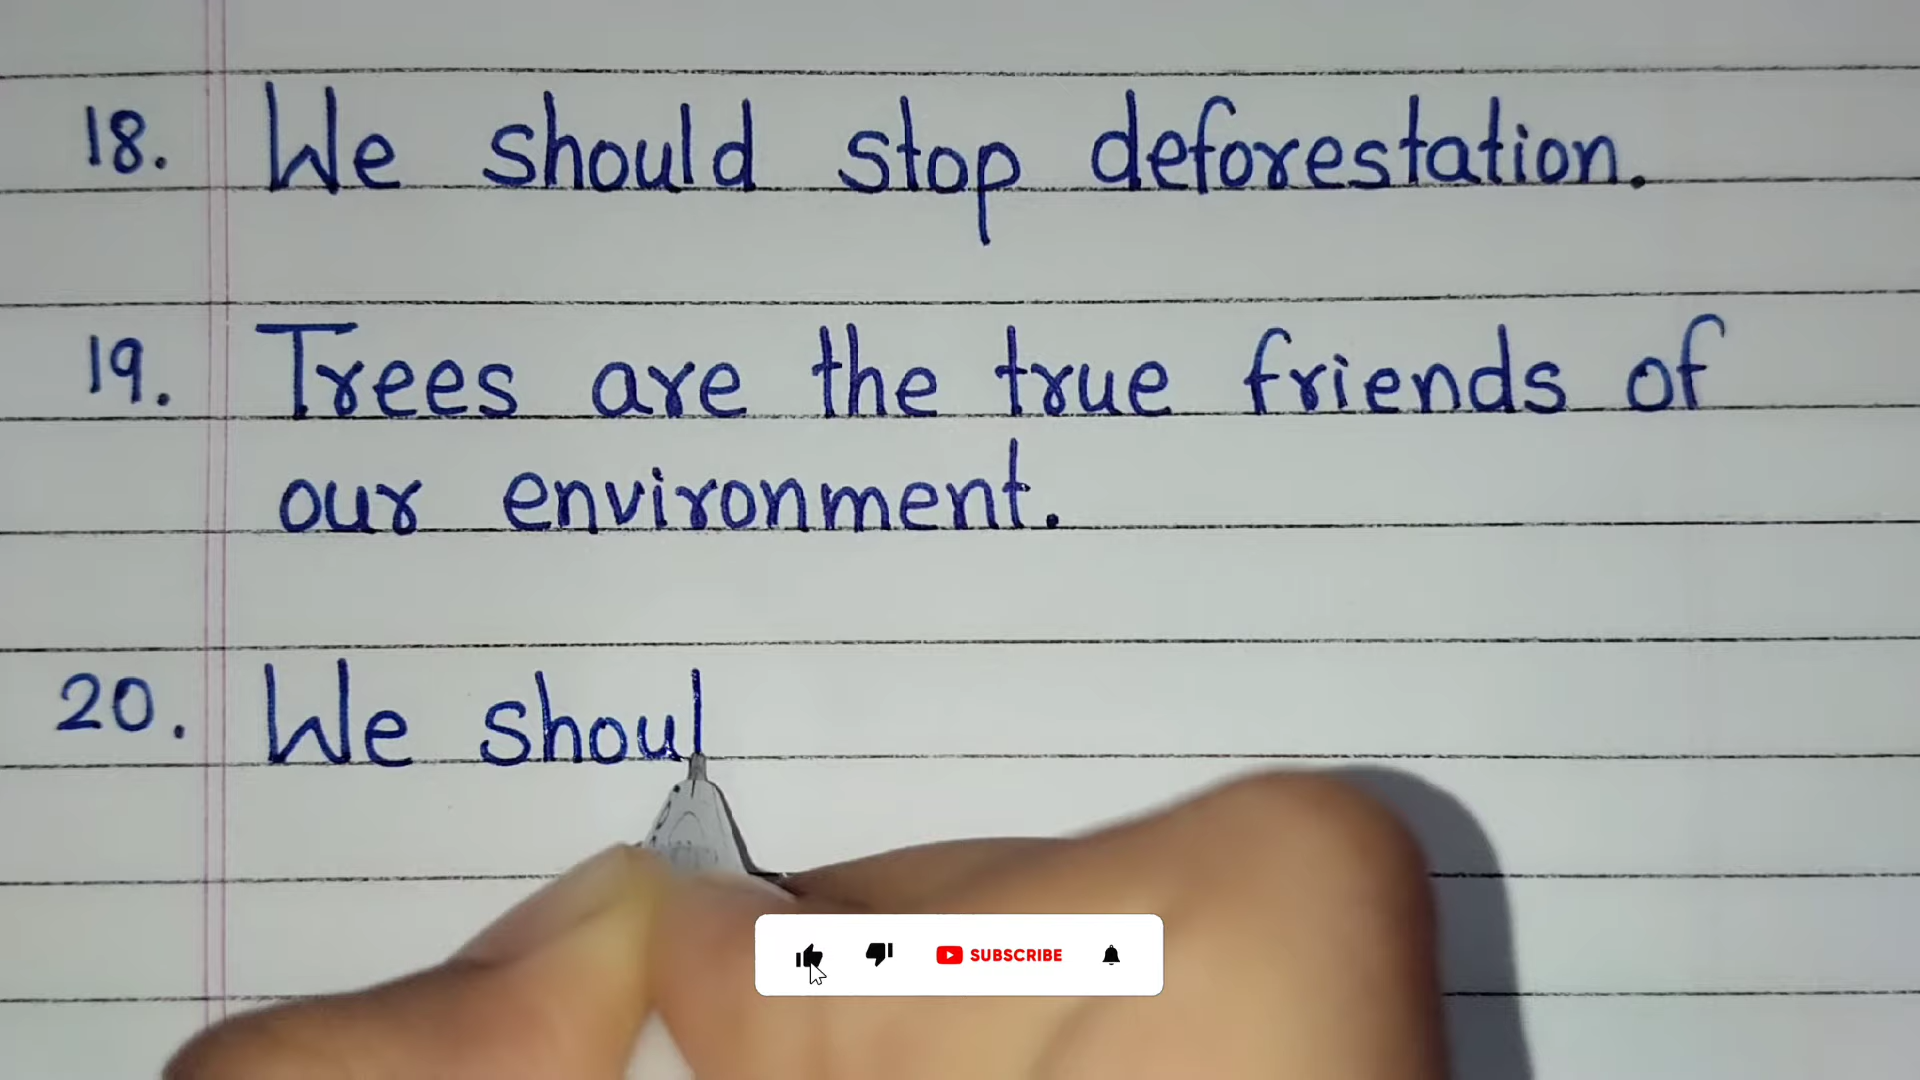 18. We should stop deforestation.
19. Trees are the true friends of
our environment.
20. We shoul
SUBSCRIBE